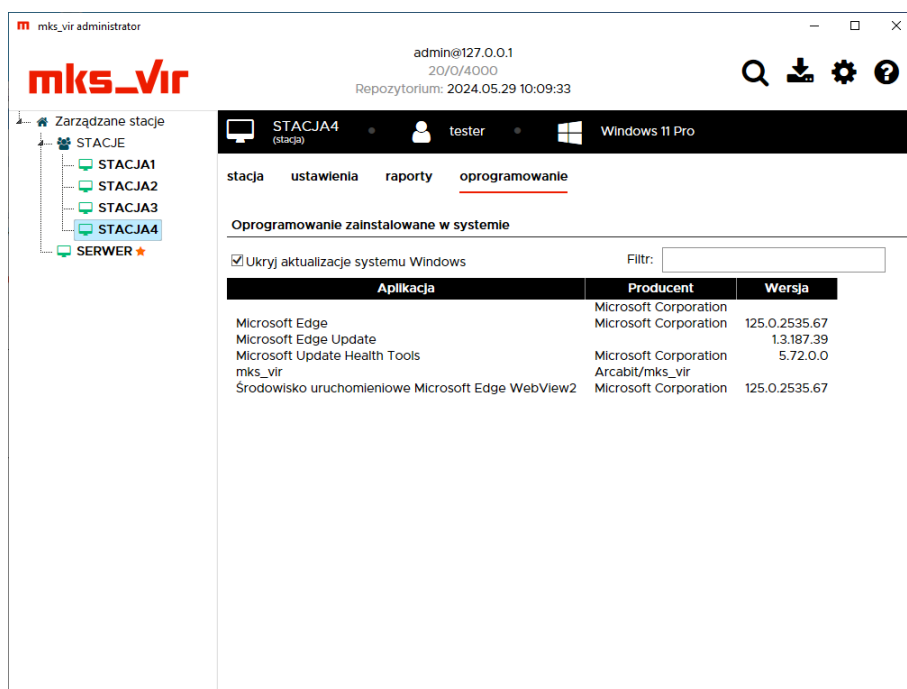 mks_vir administrator
admin@127.0.0.1
20/0/4000
Repozytorium: 2024.05.29 10:09:33
mks_vir
Zarządzane stacje
STACJE
STACJA1
STACJA2
STACJA3
STACJA4
SERWER
STACJA4
(stacja)
tester
Windows 11 Pro
stacja ustawienia raporty oprogramowanie
Oprogramowanie zainstalowane w systemie
Ukryj aktualizacje systemu Windows Filtr:
Aplikacja Producent Wersja
Microsoft Corporation
Microsoft Edge Microsoft Corporation 125.0.2535.67
Microsoft Edge Update 1.3.187.39
Microsoft Update Health Tools Microsoft Corporation 5.72.0.0
mks_vir Arcabit/mks_vir
Środowisko uruchomieniowe Microsoft Edge WebView2 Microsoft Corporation 125.0.2535.67